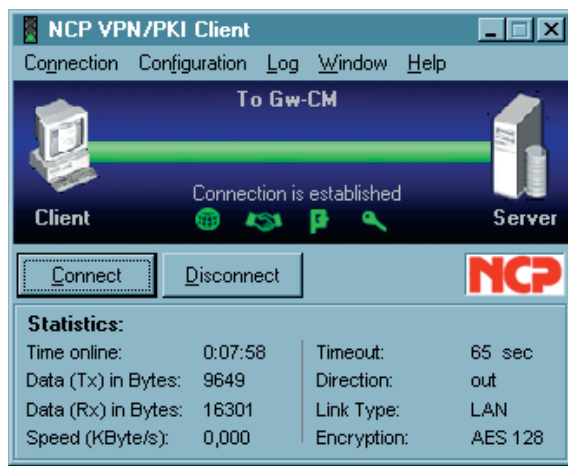 NCP VPN/PKI Client
Connection Configuration Log Window Help
To Gw-CM
Connection is established
Client Server
Connect Disconnect NCP
Statistics:
Time online: 0:07:58 Timeout: 65 sec
Data (Tx) in Bytes: 9649 Direction: out
Data (Rx) in Bytes: 16301 Link Type: LAN
Speed (KByte/s): 0,000 Encryption: AES 128